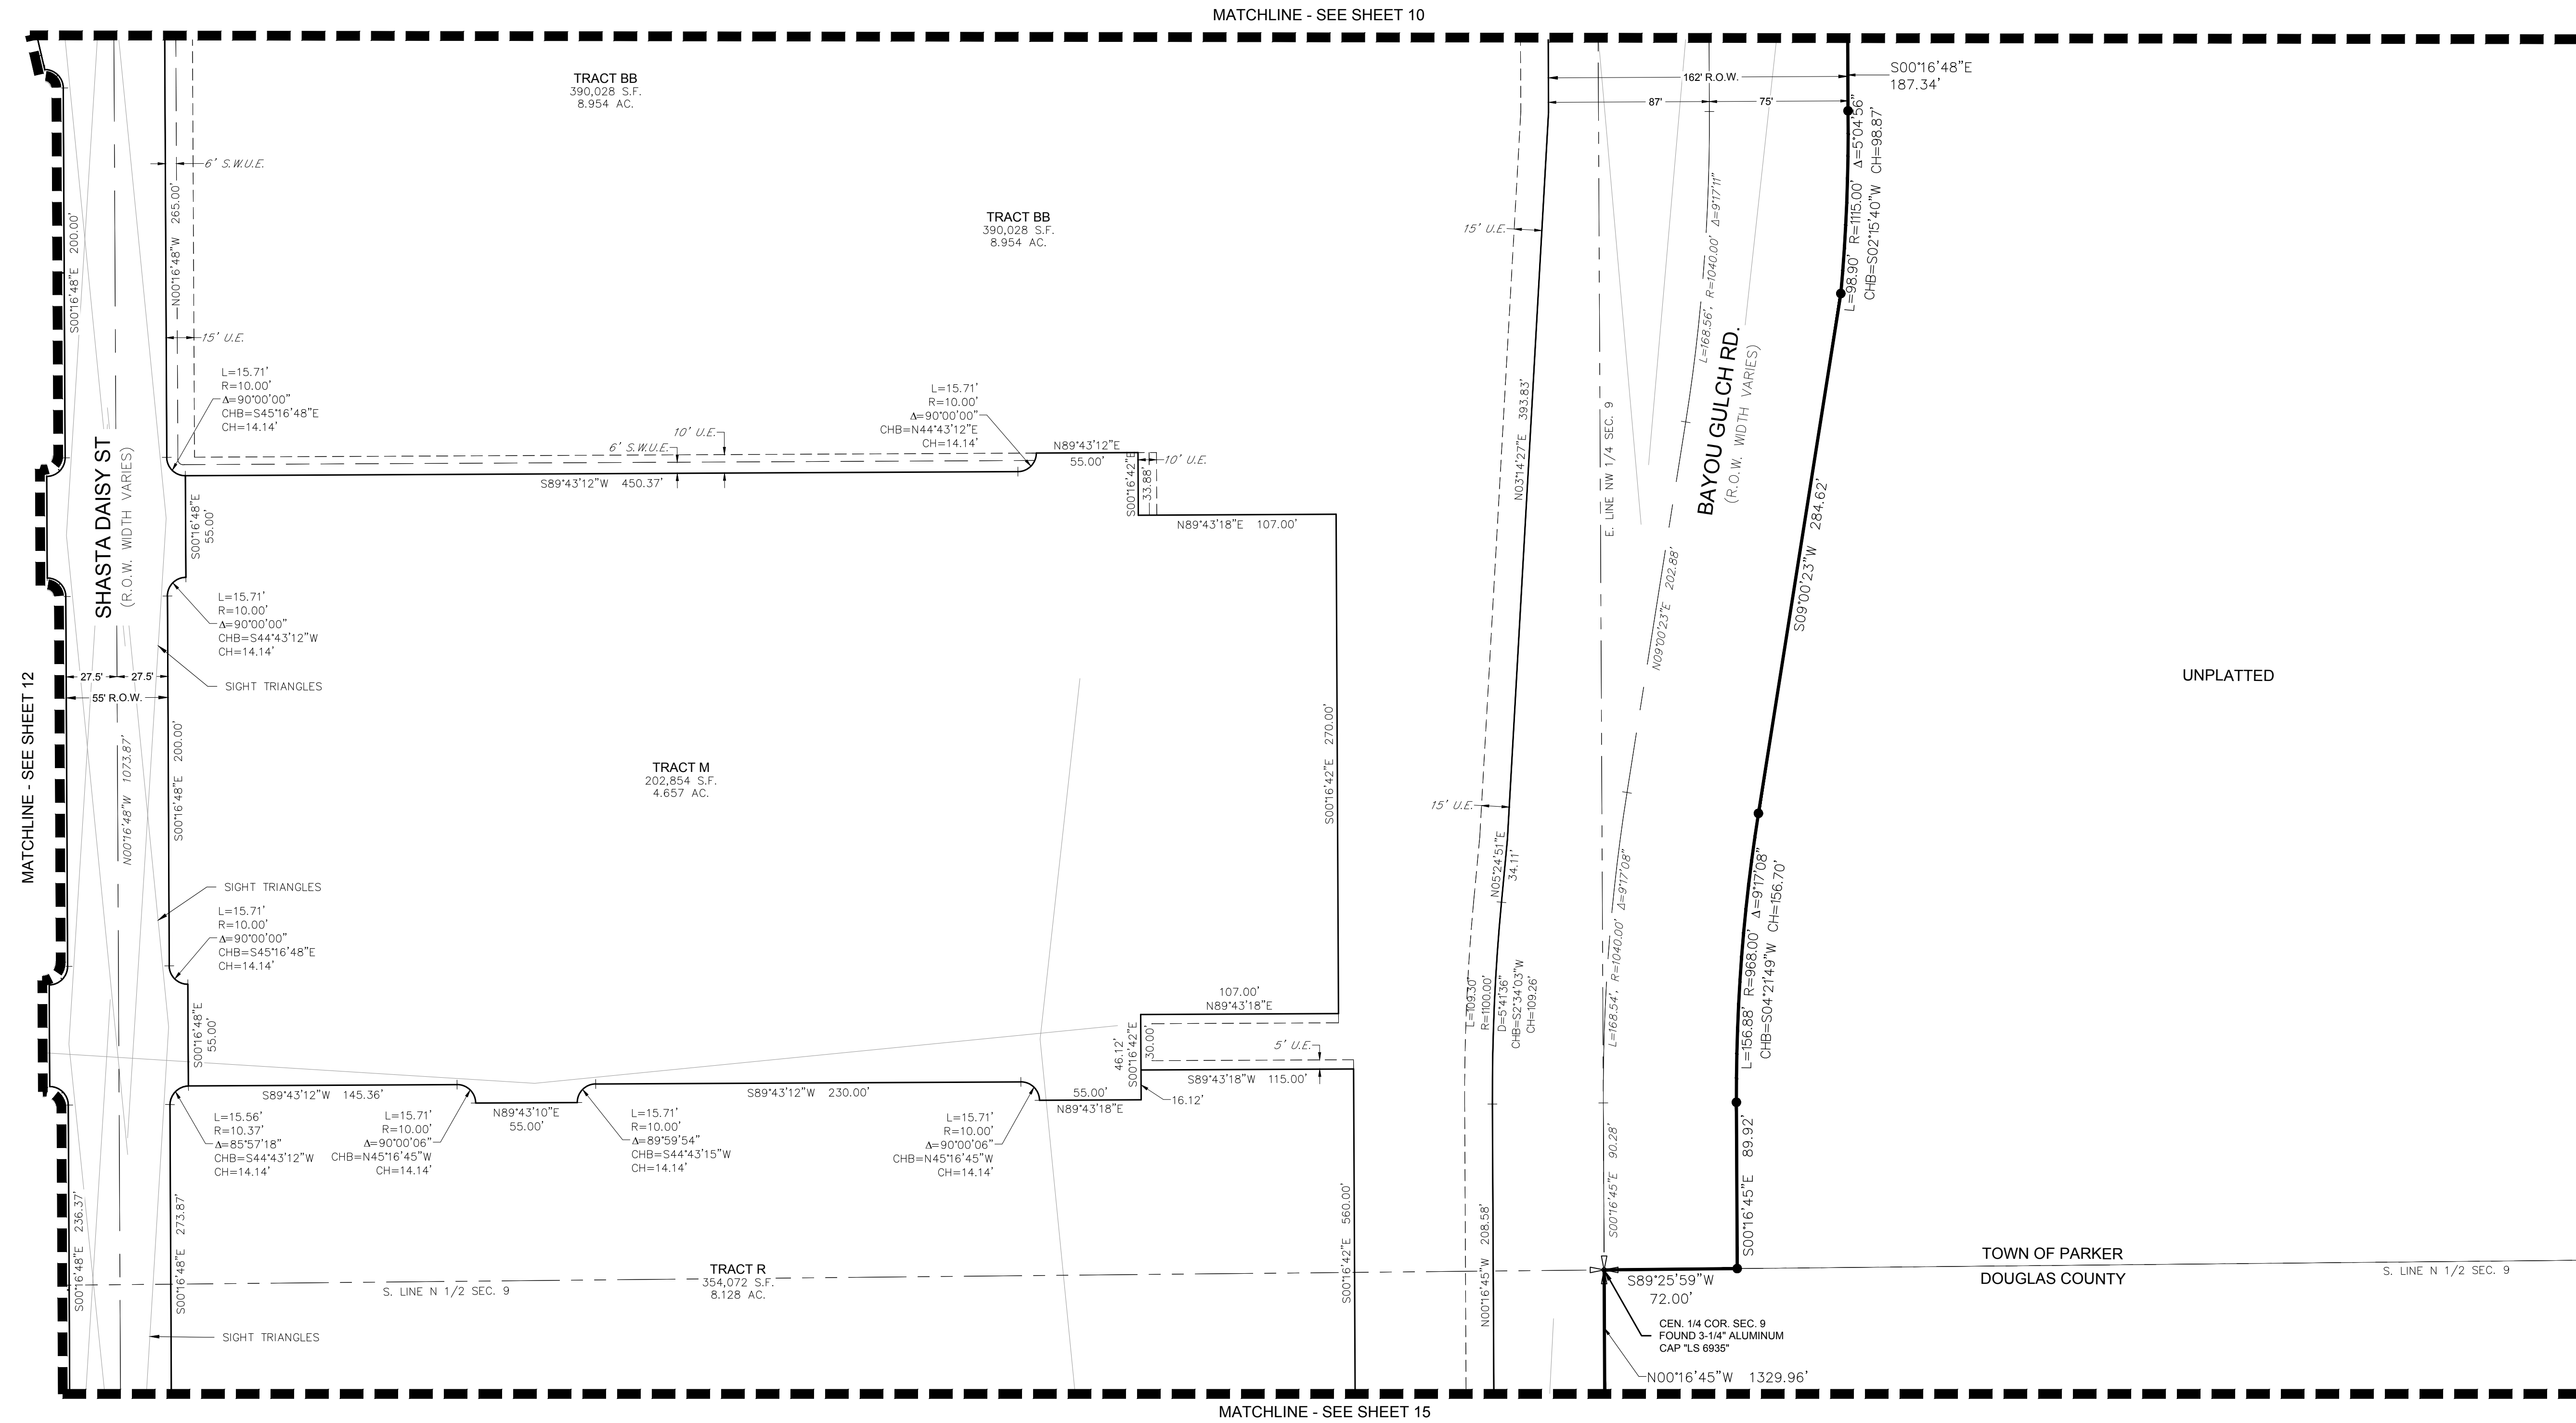 MATCHLINE - SEE SHEET 10
TRACT BB
390,028 S.F.
8.954 AC.
TRACT BB
390,028 S.F.
8.954 AC.
162' R.O.W.
87'
75'
S00°16'48"E
187.34'
L=98.90' R=1115.00' Δ=5°04'56"
CHB=S02°15'40"W CH=98.87'
6' S.W.U.E.
N00°16'48"W 265.00'
S00°16'48"E 200.00'
15' U.E.
15' U.E.
L=168.56', R=1040.00' Δ=9°17'11"
L=15.71'
R=10.00'
Δ=90°00'00"
CHB=S45°16'48"E
CH=14.14'
L=15.71'
R=10.00'
Δ=90°00'00"
CHB=N44°43'12"E
CH=14.14'
N03°14'27"E 393.83'
E. LINE NW 1/4 SEC. 9
BAYOU GULCH RD.
(R.O.W. WIDTH VARIES)
10' U.E.
6' S.W.U.E.
N89°43'12"E
55.00'
10' U.E.
S00°16'42"E
33.88'
S89°43'12"W 450.37'
N89°43'18"E 107.00'
SHASTA DAISY ST
(R.O.W. WIDTH VARIES)
S00°16'48"E
55.00'
S09°00'23"W 284.62'
N09°00'23"E 202.88'
L=15.71'
R=10.00'
Δ=90°00'00"
CHB=S44°43'12"W
CH=14.14'
27.5'
27.5'
55' R.O.W.
SIGHT TRIANGLES
UNPLATTED
MATCHLINE - SEE SHEET 12
S00°16'48"E 200.00'
N00°16'48"W 1073.87'
TRACT M
202,854 S.F.
4.657 AC.
S00°16'42"E 270.00'
15' U.E.
N05°24'51"E
34.11'
SIGHT TRIANGLES
L=15.71'
R=10.00'
Δ=90°00'00"
CHB=S45°16'48"E
CH=14.14'
L=168.54', R=1040.00' Δ=9°17'08"
L=156.88' R=968.00' Δ=9°17'08"
CHB=S04°21'49"W CH=156.70'
L=109.30'
R=1100.00'
D=5°41'36"
CHB=S2°34'03"W
CH=109.26'
107.00'
N89°43'18"E
S00°16'48"E
55.00'
46.12'
S00°16'42"E
30.00'
5' U.E.
S89°43'18"W 115.00'
S89°43'12"W 145.36'
N89°43'10"E
55.00'
S89°43'12"W 230.00'
55.00'
N89°43'18"E
16.12'
L=15.56'
R=10.37'
Δ=85°57'18"
CHB=S44°43'12"W
CH=14.14'
L=15.71'
R=10.00'
Δ=90°00'06"
CHB=N45°16'45"W
CH=14.14'
L=15.71'
R=10.00'
Δ=89°59'54"
CHB=S44°43'15"W
CH=14.14'
L=15.71'
R=10.00'
Δ=90°00'06"
CHB=N45°16'45"W
CH=14.14'
S00°16'45"E 90.28'
S00°16'45"E 89.92'
S00°16'48"E 236.37'
S00°16'48"E 273.87'
S00°16'42"E 560.00'
N00°16'45"W 208.58'
TRACT R
354,072 S.F.
8.128 AC.
S. LINE N 1/2 SEC. 9
TOWN OF PARKER
DOUGLAS COUNTY
S. LINE N 1/2 SEC. 9
S89°25'59"W
72.00'
CEN. 1/4 COR. SEC. 9
FOUND 3-1/4" ALUMINUM
CAP "LS 6935"
SIGHT TRIANGLES
N00°16'45"W 1329.96'
MATCHLINE - SEE SHEET 15